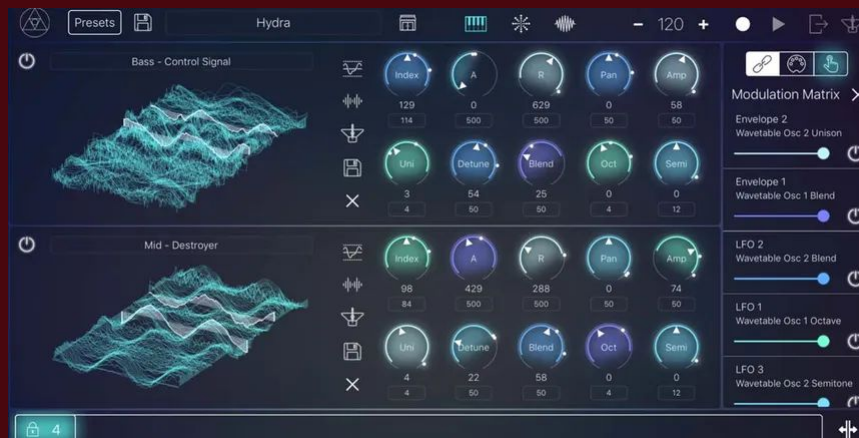 Presets Hydra - 120 +
Bass - Control Signal
Index A R Pan Amp
129 0 629 0 58
114 500 500 50 50
Uni Detune Blend Oct Semi
3 54 25 0 0
4 50 50 4 12
Mid - Destroyer
Index A R Pan Amp
98 429 288 0 74
84 500 500 50 50
Uni Detune Blend Oct Semi
4 22 58 0 0
4 50 50 4 12
Modulation Matrix
Envelope 2
Wavetable Osc 2 Unison
Envelope 1
Wavetable Osc 1 Blend
LFO 2
Wavetable Osc 2 Blend
LFO 1
Wavetable Osc 1 Octave
LFO 3
Wavetable Osc 2 Semitone
4